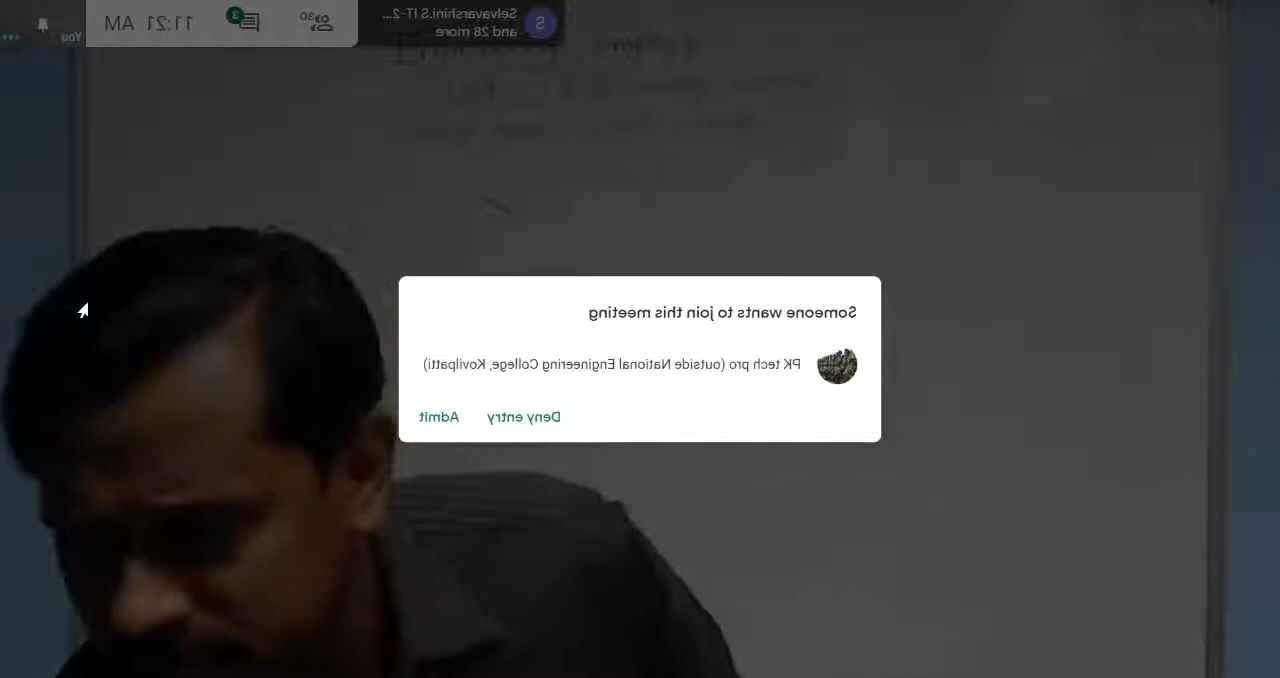 Selvavarshini.S IT-2...
and 28 more
30
3
11:21 AM
You
S
Someone wants to join this meeting
PK tech pro (outside National Engineering College, Kovilpatti)
Deny entry
Admit